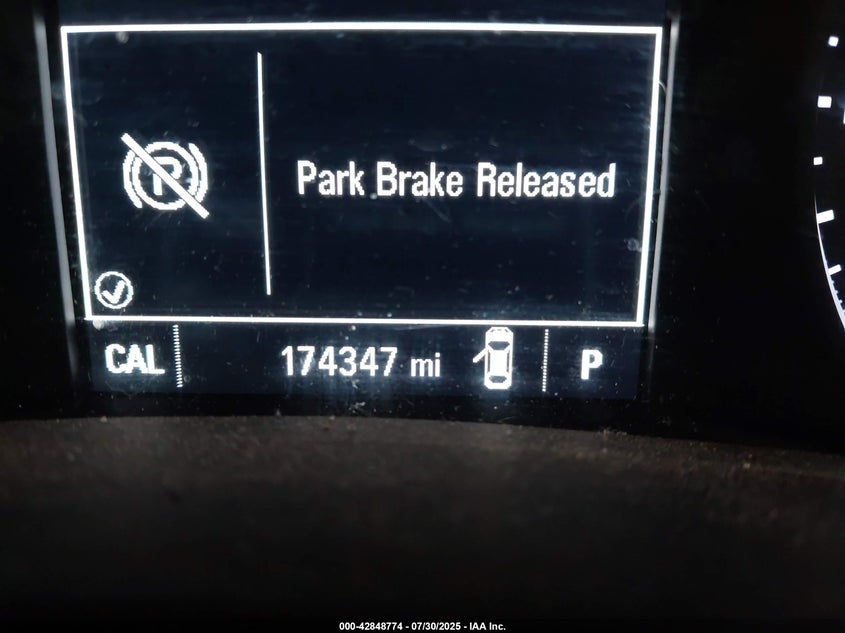 P
Park Brake Released
CAL 174347 mi P
000-42848774 - 07/30/2025 - IAA Inc.